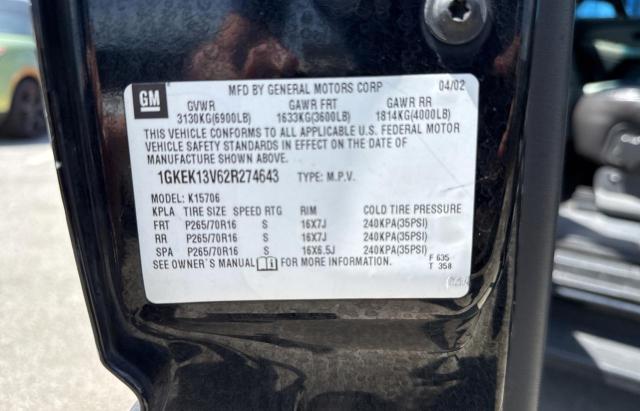 GM
MFD BY GENERAL MOTORS CORP 04/02
GVWR GAWR FRT GAWR RR
3130KG(6900LB) 1633KG(3600LB) 1814KG(4000LB)
THIS VEHICLE CONFORMS TO ALL APPLICABLE U.S. FEDERAL MOTOR
VEHICLE SAFETY STANDARDS IN EFFECT ON THE DATE OF
MANUFACTURE SHOWN ABOVE.
1GKEK13V62R274643 TYPE: M.P.V.
MODEL: K15706
KPLA TIRE SIZE SPEED RTG RIM COLD TIRE PRESSURE
FRT P265/70R16 S 16X7J 240KPA(35PSI)
RR P265/70R16 S 16X7J 240KPA(35PSI)
SPA P265/70R16 S 16X6.5J 240KPA(35PSI)
SEE OWNER'S MANUAL FOR MORE INFORMATION. F 635
T 358